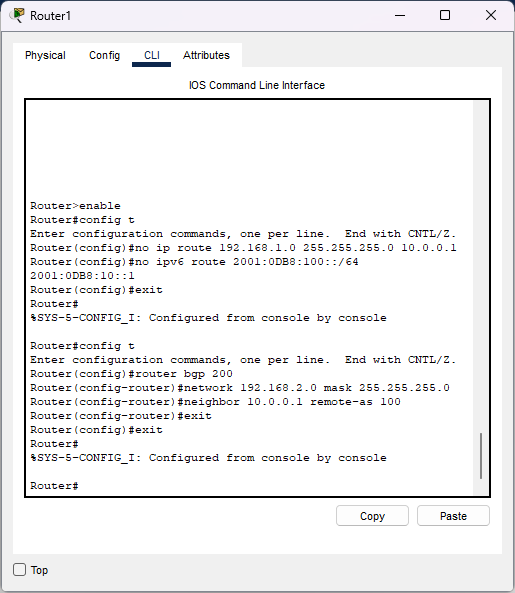 Router1
Physical Config CLI Attributes
IOS Command Line Interface
Router>enable
Router#config t
Enter configuration commands, one per line.  End with CNTL/Z.
Router(config)#no ip route 192.168.1.0 255.255.255.0 10.0.0.1
Router(config)#no ipv6 route 2001:0DB8:100::/64
2001:0DB8:10::1
Router(config)#exit
Router#
%SYS-5-CONFIG_I: Configured from console by console
Router#config t
Enter configuration commands, one per line.  End with CNTL/Z.
Router(config)#router bgp 200
Router(config-router)#network 192.168.2.0 mask 255.255.255.0
Router(config-router)#neighbor 10.0.0.1 remote-as 100
Router(config-router)#exit
Router(config)#exit
Router#
%SYS-5-CONFIG_I: Configured from console by console
Router#
Copy Paste
Top